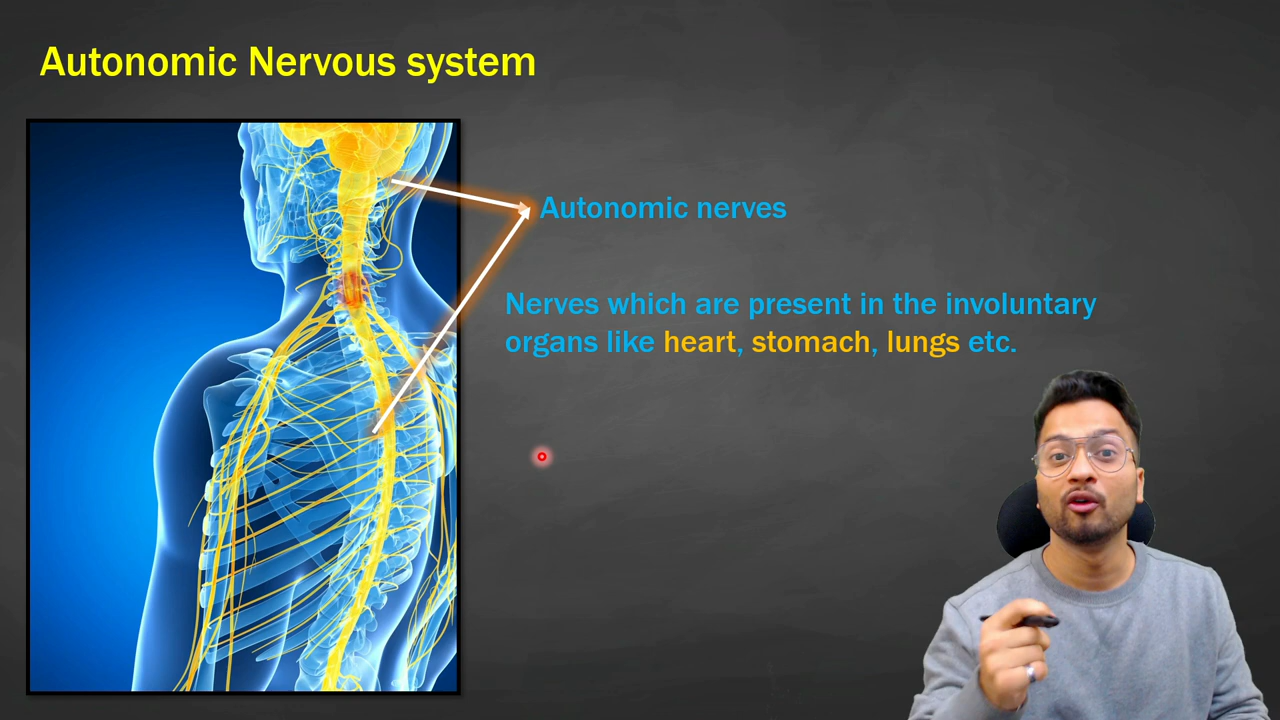 Autonomic Nervous system
Autonomic nerves
Nerves which are present in the involuntary
organs like heart, stomach, lungs etc.